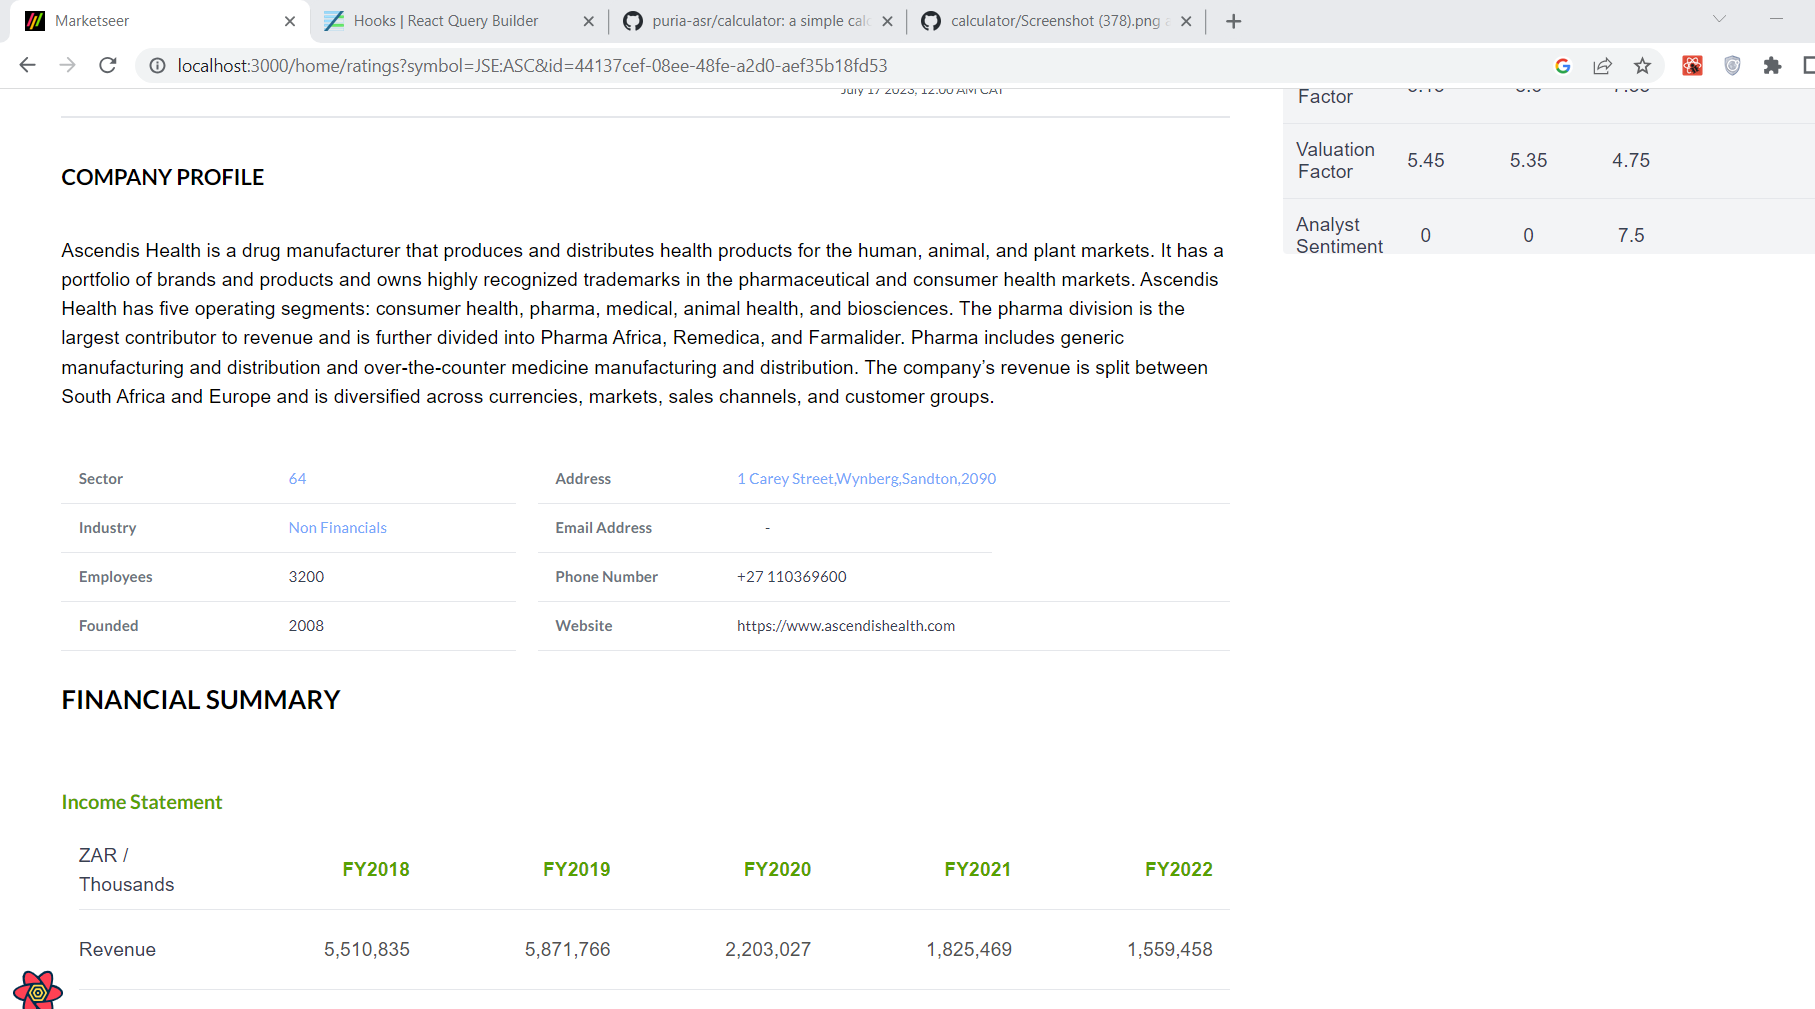 Marketseer
Hooks | React Query Builder
puria-asr/calculator: a simple calc
calculator/Screenshot (378).png a
localhost:3000/home/ratings?symbol=JSE:ASC&id=44137cef-08ee-48fe-a2d0-aef35b18fd53
July 17 2023, 12:00 AM CAT
COMPANY PROFILE
Ascendis Health is a drug manufacturer that produces and distributes health products for the human, animal, and plant markets. It has a
portfolio of brands and products and owns highly recognized trademarks in the pharmaceutical and consumer health markets. Ascendis
Health has five operating segments: consumer health, pharma, medical, animal health, and biosciences. The pharma division is the
largest contributor to revenue and is further divided into Pharma Africa, Remedica, and Farmalider. Pharma includes generic
manufacturing and distribution and over-the-counter medicine manufacturing and distribution. The company’s revenue is split between
South Africa and Europe and is diversified across currencies, markets, sales channels, and customer groups.
Sector 64 Address 1 Carey Street,Wynberg,Sandton,2090
Industry Non Financials Email Address -
Employees 3200 Phone Number +27 110369600
Founded 2008 Website https://www.ascendishealth.com
FINANCIAL SUMMARY
Income Statement
ZAR /
Thousands FY2018 FY2019 FY2020 FY2021 FY2022
Revenue 5,510,835 5,871,766 2,203,027 1,825,469 1,559,458
Factor
Valuation
Factor 5.45 5.35 4.75
Analyst
Sentiment 0 0 7.5